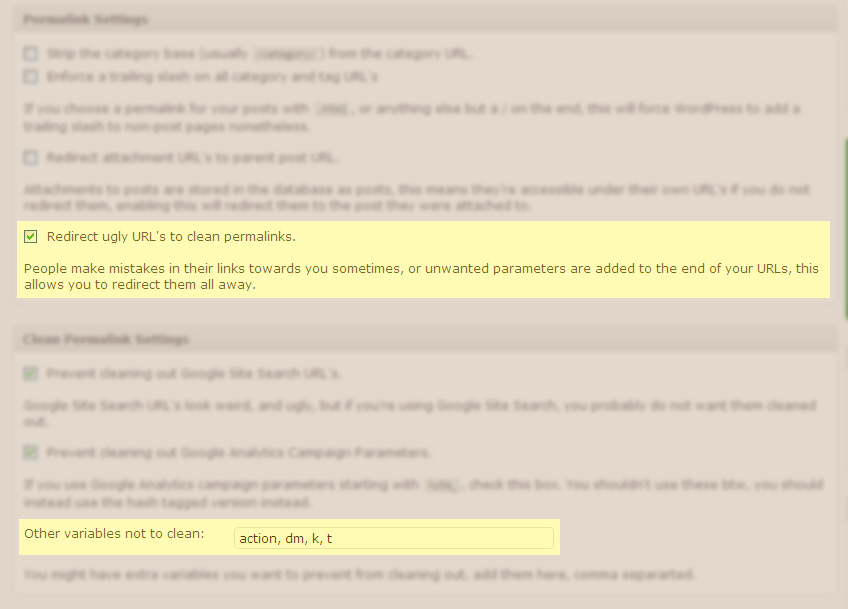 Permalink Settings
Strip the category base (usually /category/ ) from the category URL.
Enforce a trailing slash on all category and tag URL's
If you choose a permalink for your posts with .html, or anything else but a / on the end, this will force WordPress to add a
trailing slash to non-post pages nonetheless.
Redirect attachment URL's to parent post URL.
Attachments to posts are stored in the database as posts, this means they're accessible under their own URL's if you do not
redirect them, enabling this will redirect them to the post they were attached to.
Redirect ugly URL's to clean permalinks.
People make mistakes in their links towards you sometimes, or unwanted parameters are added to the end of your URLs, this
allows you to redirect them all away.
Clean Permalink Settings
Prevent cleaning out Google Site Search URL's.
Google Site Search URL's look weird, and ugly, but if you're using Google Site Search, you probably do not want them cleaned
out.
Prevent cleaning out Google Analytics Campaign Parameters.
If you use Google Analytics campaign parameters starting with ?utm_, check this box. You shouldn't use these btw, you should
instead use the hash tagged version instead.
Other variables not to clean: action, dm, k, t
You might have extra variables you want to prevent from cleaning out, add them here, comma separarted.